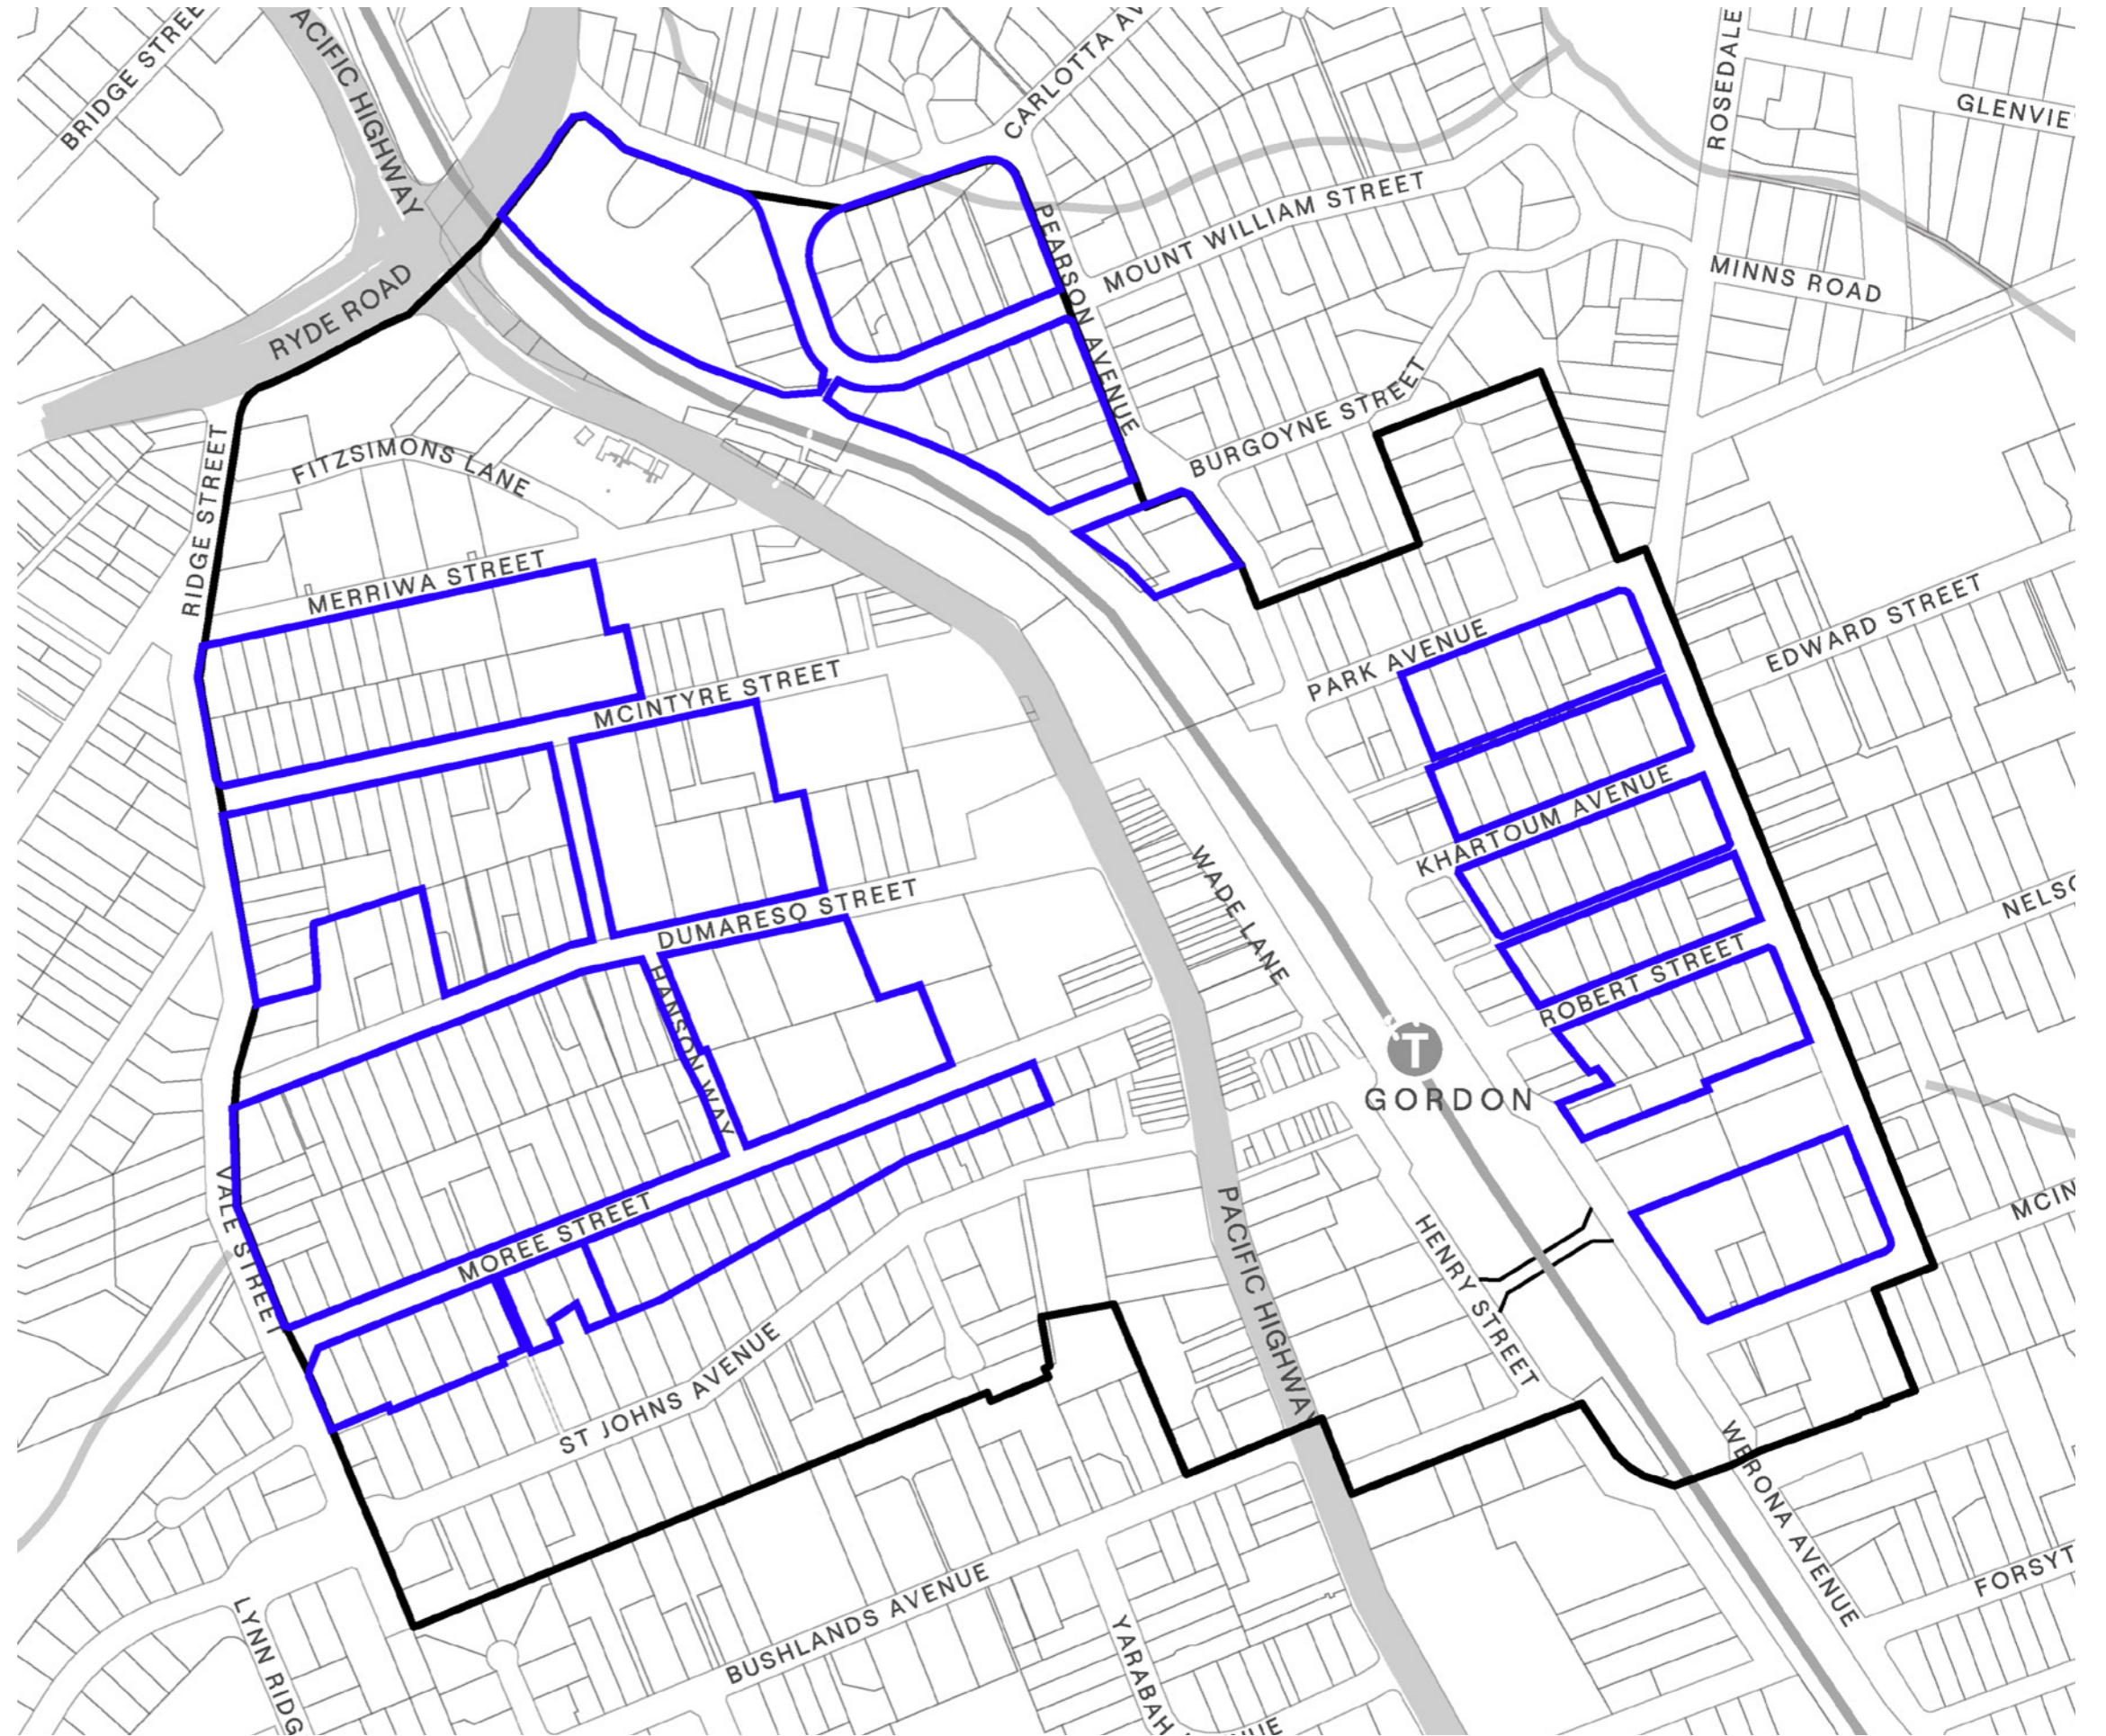 BRIDGE STREE
ACIFIC HIGHWAY
CARLOTTA AV
ROSEDALE
GLENVIE
PEARSON AVENUE
MOUNT WILLIAM STREET
MINNS ROAD
RYDE ROAD
RIDGE STREET
FITZSIMONS LANE
BURGOYNE STREET
MERRIWA STREET
PARK AVENUE
EDWARD STREET
MCINTYRE STREET
KHARTOUM AVENUE
WADE LANE
DUMARESQ STREET
NELSO
HANSON WAY
ROBERT STREET
T
GORDON
VALE STREET
MOREE STREET
PACIFIC HIGHWAY
HENRY STREET
MCIN
ST JOHNS AVENUE
WERONA AVENUE
BUSHLANDS AVENUE
FORSYT
LYNN RIDG
YARABAH
NUE